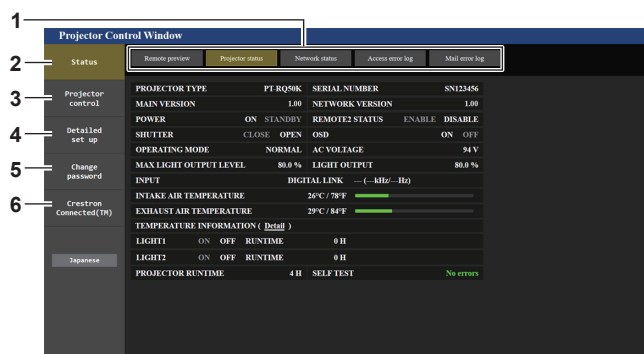 1
Projector Control Window
2
Status
Remote preview Projector status Network status Access error log Mail error log
3
Projector
control
PROJECTOR TYPE PT-RQ50K SERIAL NUMBER SN123456
MAIN VERSION 1.00 NETWORK VERSION 1.00
POWER ON STANDBY REMOTE2 STATUS ENABLE DISABLE
4
Detailed
set up
SHUTTER CLOSE OPEN OSD ON OFF
OPERATING MODE NORMAL AC VOLTAGE 94 V
5
Change
password
MAX LIGHT OUTPUT LEVEL 80.0 % LIGHT OUTPUT 80.0 %
INPUT DIGITAL LINK — (—kHz/—Hz)
6
Crestron
Connected(TM)
INTAKE AIR TEMPERATURE 26°C / 78°F
EXHAUST AIR TEMPERATURE 29°C / 84°F
TEMPERATURE INFORMATION ( Detail )
LIGHT1 ON OFF RUNTIME 0 H
LIGHT2 ON OFF RUNTIME 0 H
Japanese
PROJECTOR RUNTIME 4 H SELF TEST No errors